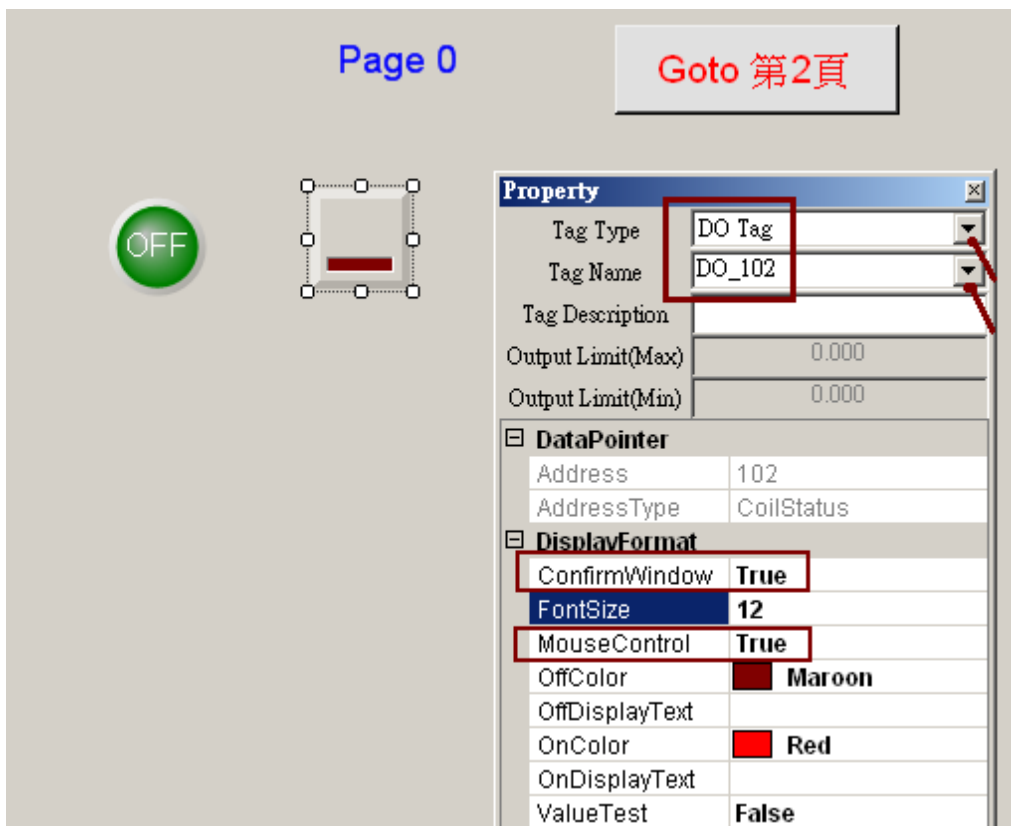 Page 0
Goto 第2頁
OFF
Property
Tag Type DO Tag
Tag Name DO_102
Tag Description
Output Limit(Max) 0.000
Output Limit(Min) 0.000
DataPointer
Address 102
AddressType CoilStatus
DisplayFormat
ConfirmWindow True
FontSize 12
MouseControl True
OffColor Maroon
OffDisplayText
OnColor Red
OnDisplayText
ValueTest False